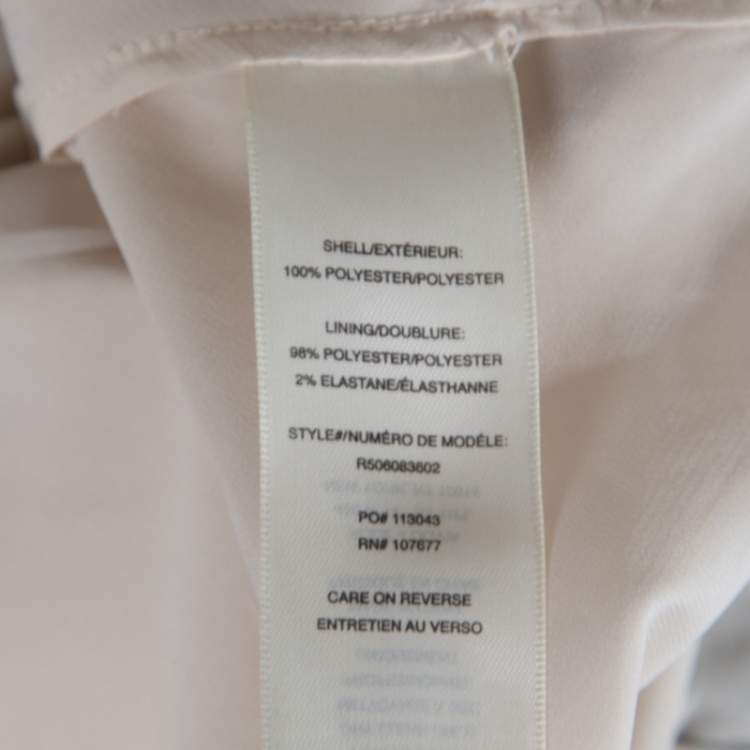 SHELL/EXTÉRIEUR:
100% POLYESTER/POLYESTER
LINING/DOUBLURE:
98% POLYESTER/POLYESTER
2% ELASTANE/ÉLASTHANNE
STYLE#/NUMÉRO DE MODÉLE:
R506083602
PO# 113043
RN# 107677
CARE ON REVERSE
ENTRETIEN AU VERSO